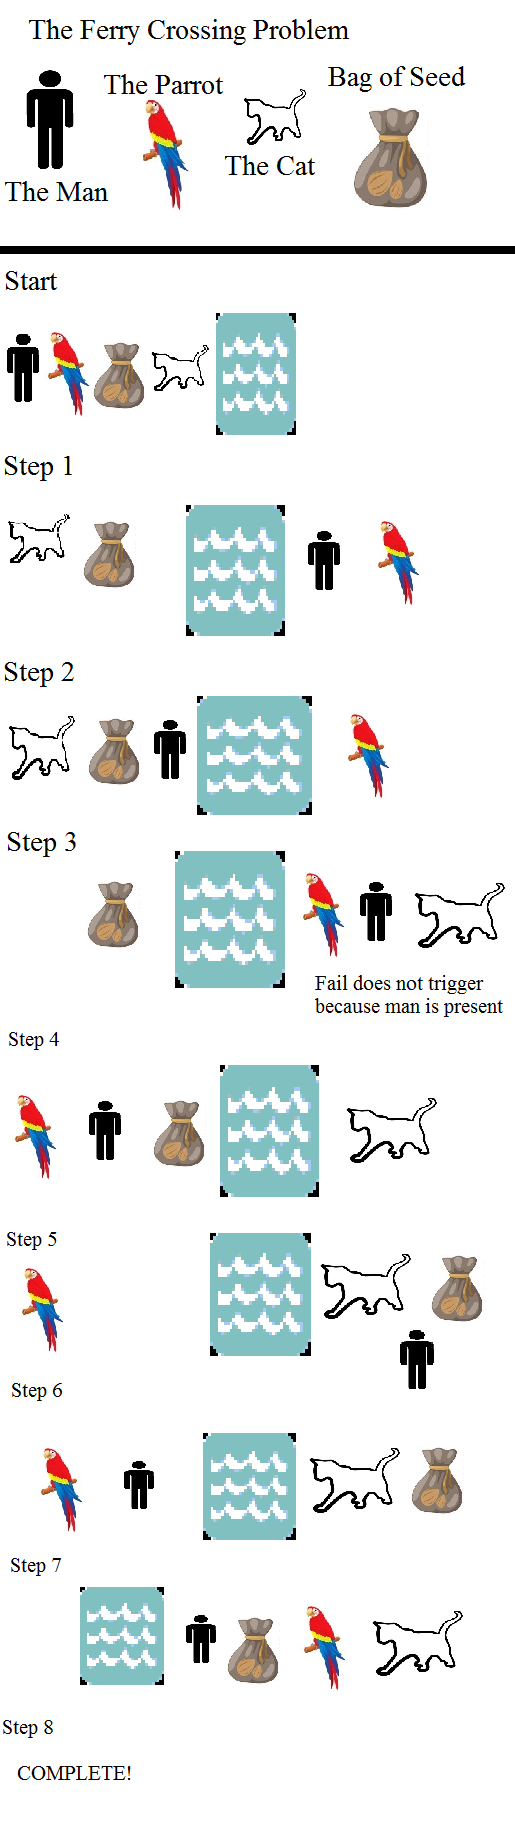 The Ferry Crossing Problem
The Parrot
Bag of Seed
The Cat
The Man
Start
Step 1
Step 2
Step 3
Fail does not trigger
because man is present
Step 4
Step 5
Step 6
Step 7
Step 8
COMPLETE!